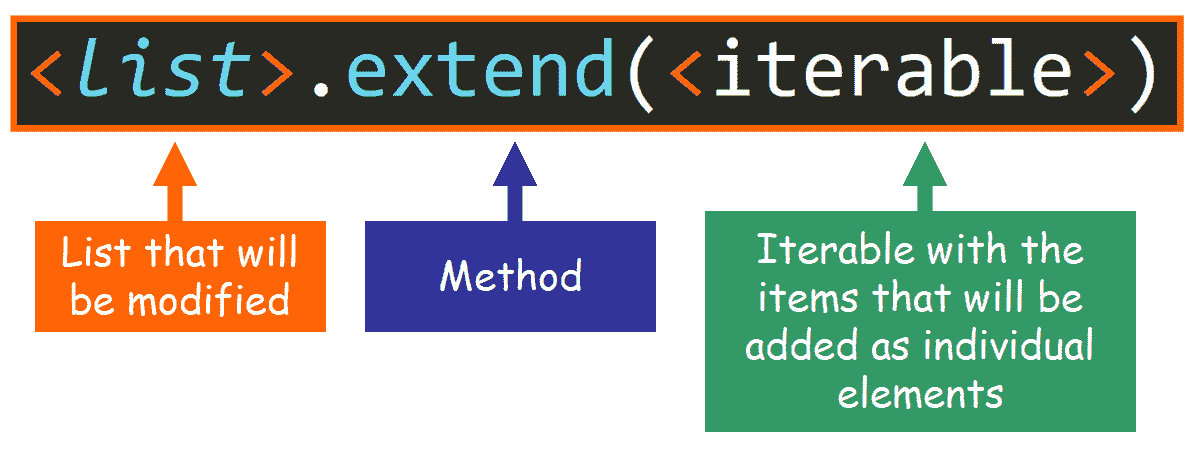 <list>.extend(<iterable>)
List that will
be modified
Method
Iterable with the
items that will be
added as individual
elements